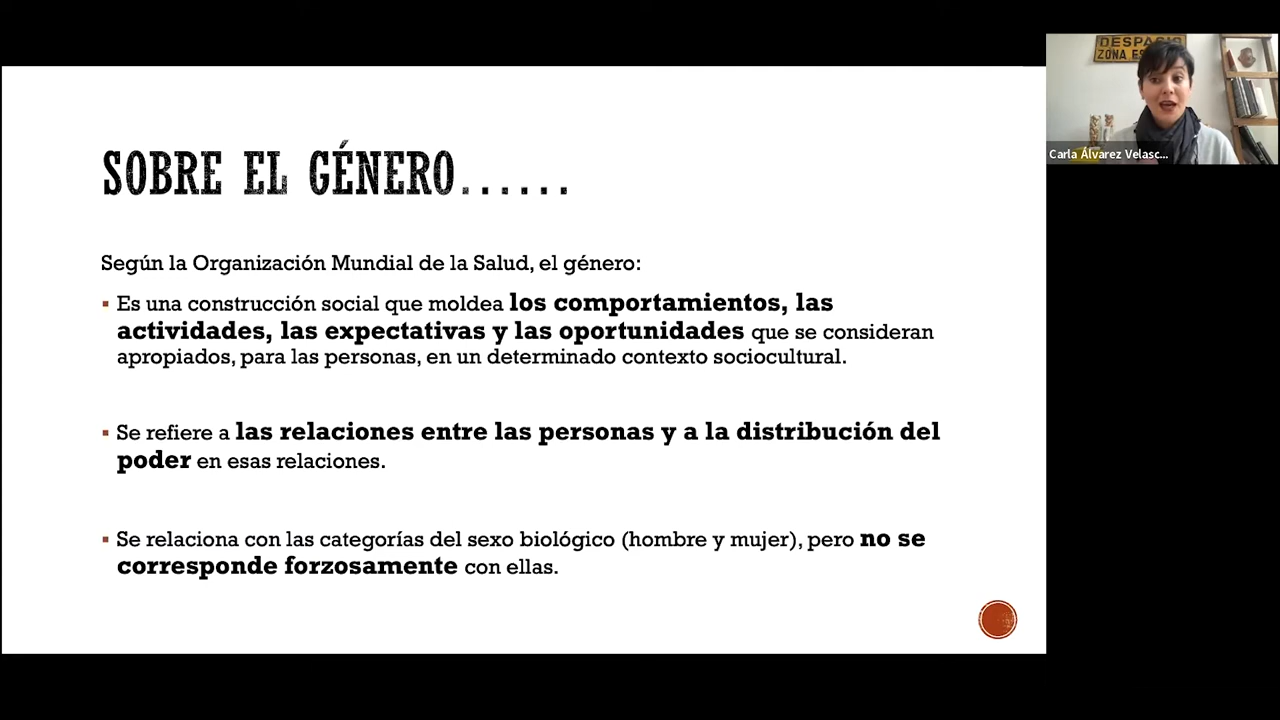 SOBRE EL GÉNERO......
Según la Organización Mundial de la Salud, el género:
▪ Es una construcción social que moldea los comportamientos, las
actividades, las expectativas y las oportunidades que se consideran
apropiados, para las personas, en un determinado contexto sociocultural.
▪ Se refiere a las relaciones entre las personas y a la distribución del
poder en esas relaciones.
▪ Se relaciona con las categorías del sexo biológico (hombre y mujer), pero no se
corresponde forzosamente con ellas.
DESPACIO
ZONA
Carla Álvarez Velasc...